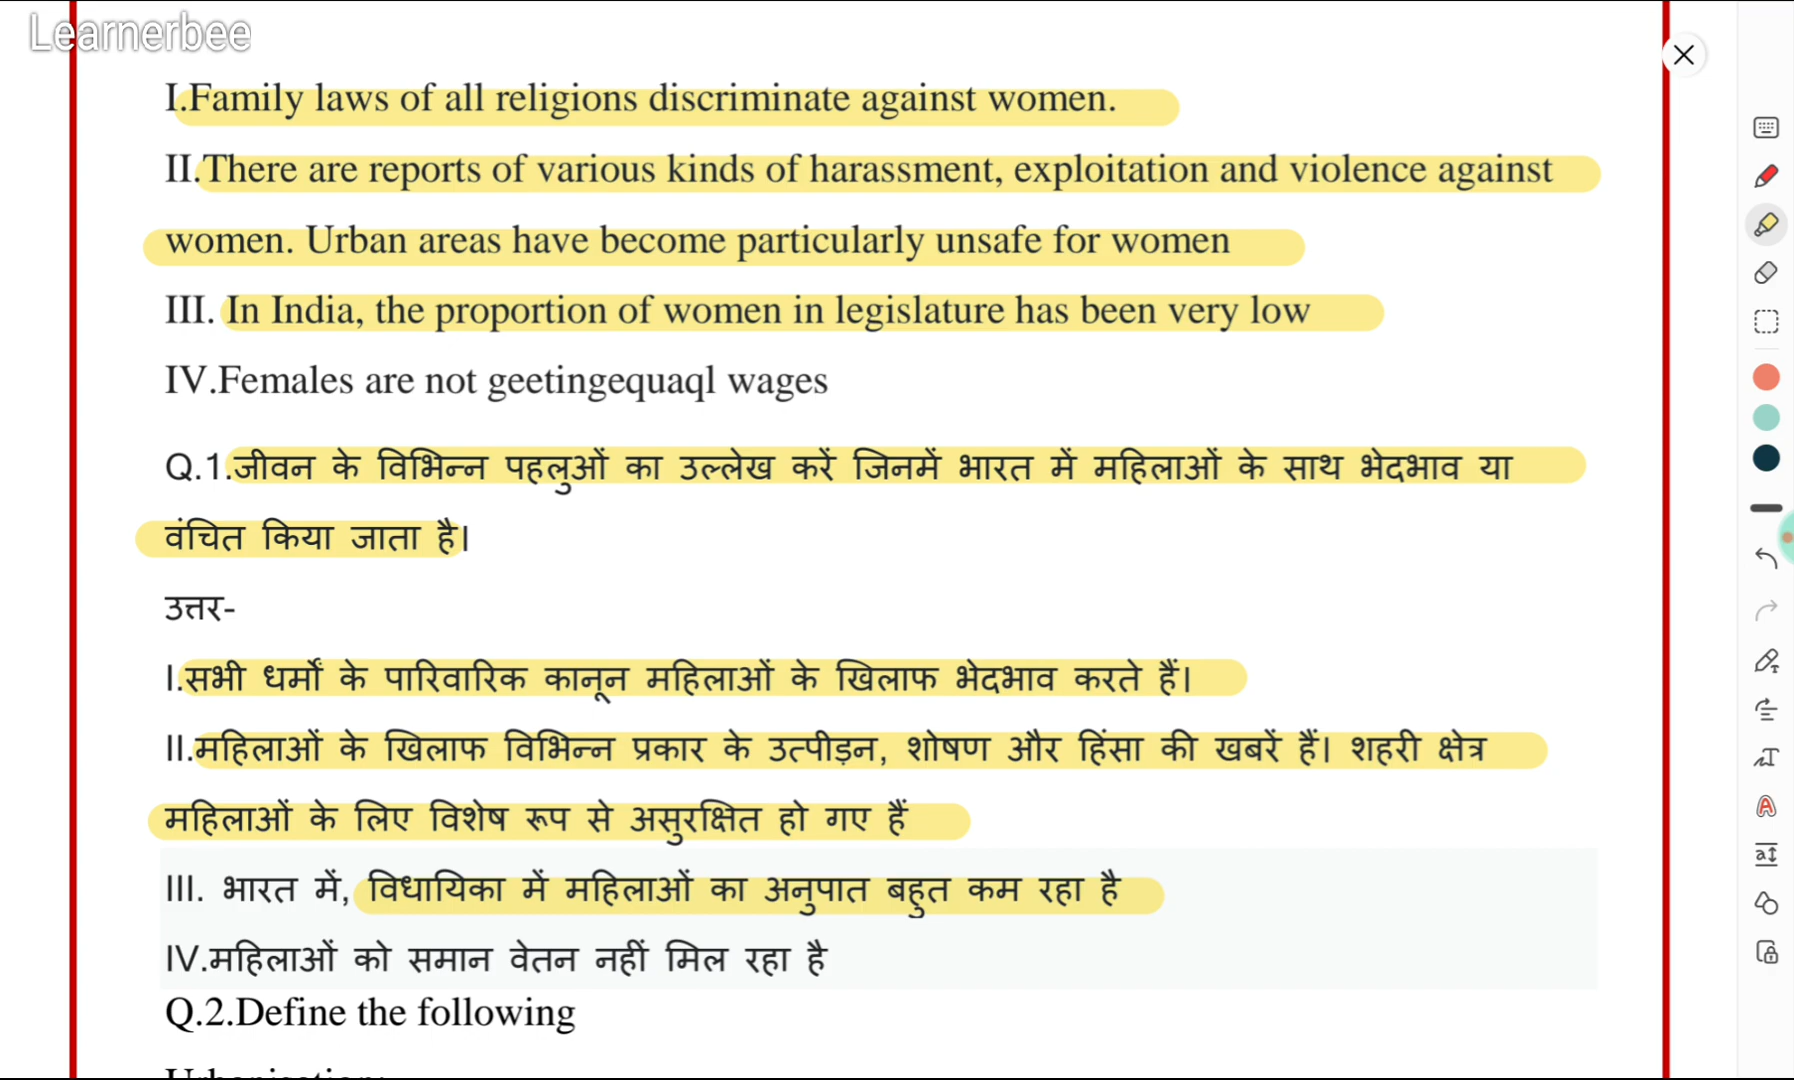 Learnerbee
I.Family laws of all religions discriminate against women.
II.There are reports of various kinds of harassment, exploitation and violence against
women. Urban areas have become particularly unsafe for women
III. In India, the proportion of women in legislature has been very low
IV.Females are not geetingequaql wages
Q.1.जीवन के विभिन्न पहलुओं का उल्लेख करें जिनमें भारत में महिलाओं के साथ भेदभाव या
वंचित किया जाता है।
उत्तर-
I.सभी धर्मों के पारिवारिक कानून महिलाओं के खिलाफ भेदभाव करते हैं।
II.महिलाओं के खिलाफ विभिन्न प्रकार के उत्पीड़न, शोषण और हिंसा की खबरें हैं। शहरी क्षेत्र
महिलाओं के लिए विशेष रूप से असुरक्षित हो गए हैं
III. भारत में, विधायिका में महिलाओं का अनुपात बहुत कम रहा है
IV.महिलाओं को समान वेतन नहीं मिल रहा है
Q.2.Define the following